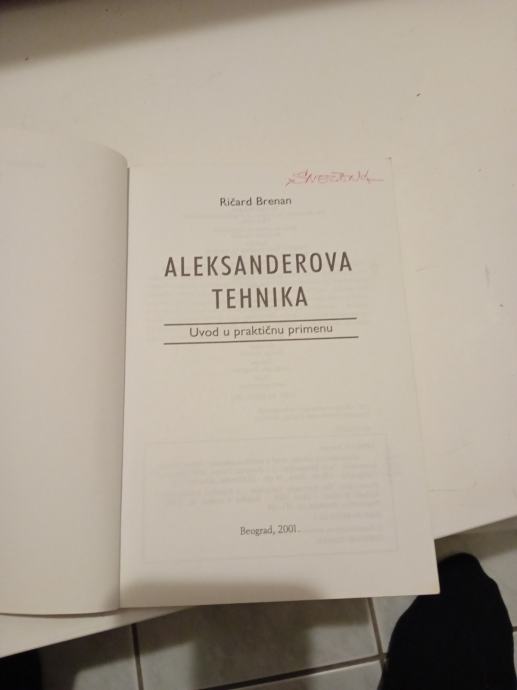 Ričard Brenan
ALEKSANDEROVA
TEHNIKA
Uvod u praktičnu primenu
Beograd, 2001.